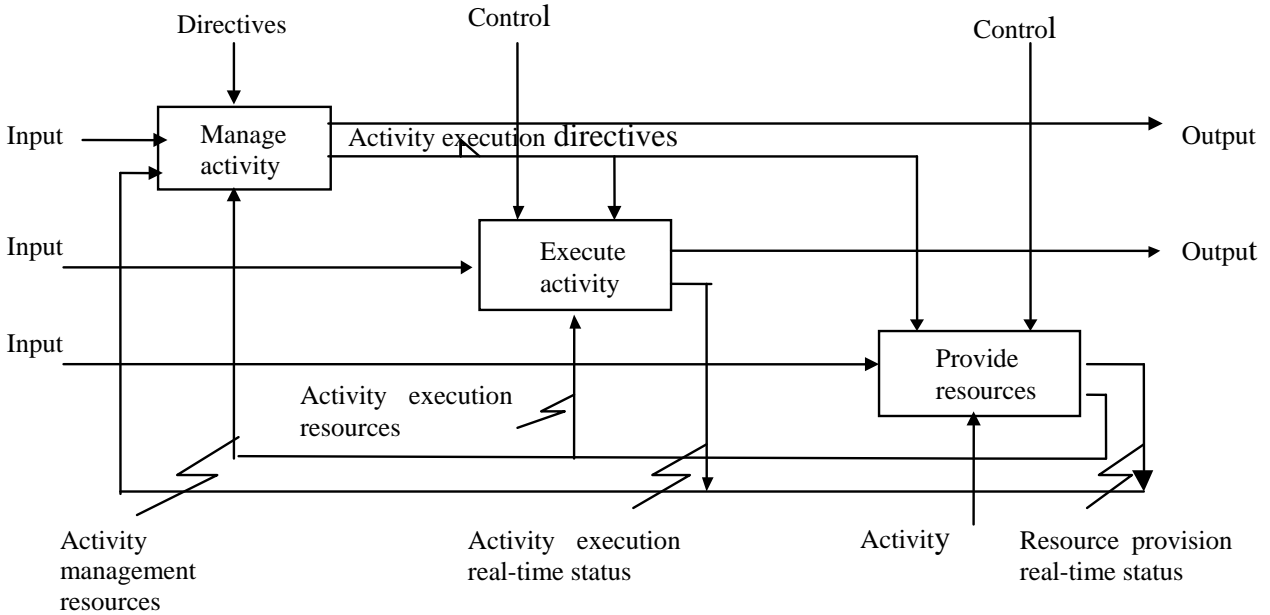 Directives
Control
Control
Input
Manage
activity
Activity execution directives
Output
Input
Execute
activity
Output
Input
Provide
resources
Activity execution
resources
Activity
management
resources
Activity execution
real-time status
Activity
Resource provision
real-time status